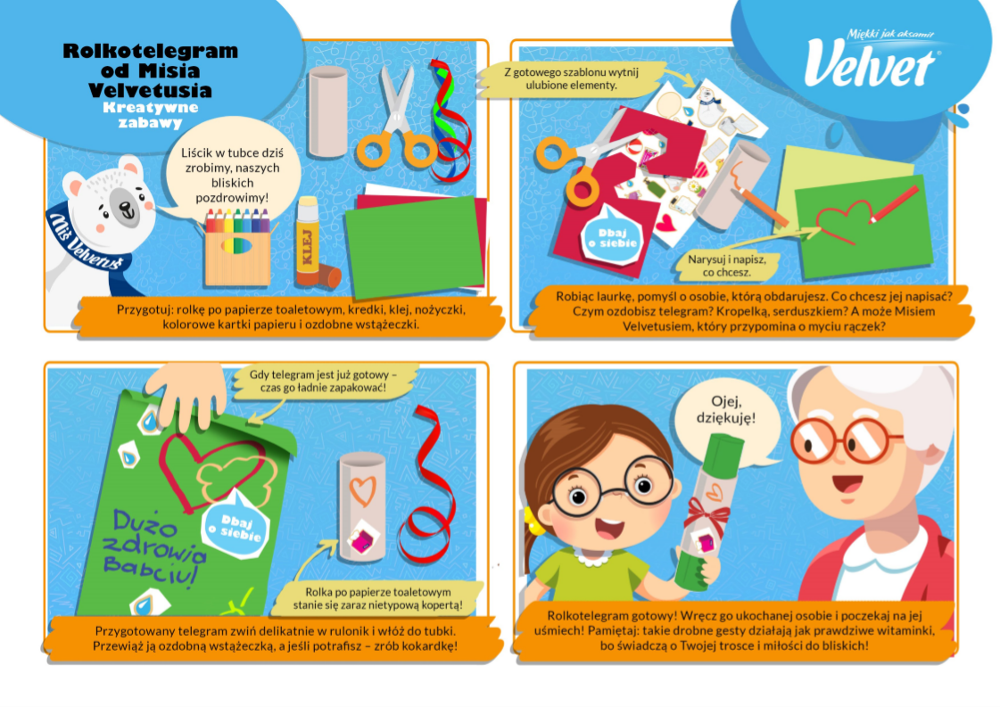 Rolkotelegram
od Misia
Velvetusia
Kreatywne
zabawy
Liścik w tubce dziś
zrobimy, naszych
bliskich
pozdrowimy!
Miś Velvetuś
KLEJ
Przygotuj: rolkę po papierze toaletowym, kredki, klej, nożyczki,
kolorowe kartki papieru i ozdobne wstążeczki.
Miękki jak aksamit
Velvet®
Z gotowego szablonu wytnij
ulubione elementy.
Dbaj
o siebie
Narysuj i napisz,
co chcesz.
Robiąc laurkę, pomyśl o osobie, którą obdarujesz. Co chcesz jej napisać?
Czym ozdobisz telegram? Kropelką, serduszkiem? A może Misiem
Velvetusiem, który przypomina o myciu rączek?
Gdy telegram jest już gotowy –
czas go ładnie zapakować!
Dbaj
o siebie
Dużo
zdrowia
Babciu!
Rolka po papierze toaletowym
stanie się zaraz nietypową kopertą!
Przygotowany telegram zwiń delikatnie w rulonik i włóż do tubki.
Przewiąż ją ozdobną wstążeczką, a jeśli potrafisz – zrób kokardkę!
Ojej,
dziękuję!
Rolkotelegram gotowy! Wręcz go ukochanej osobie i poczekaj na jej
uśmiech! Pamiętaj: takie drobne gesty działają jak prawdziwe witaminki,
bo świadczą o Twojej trosce i miłości do bliskich!